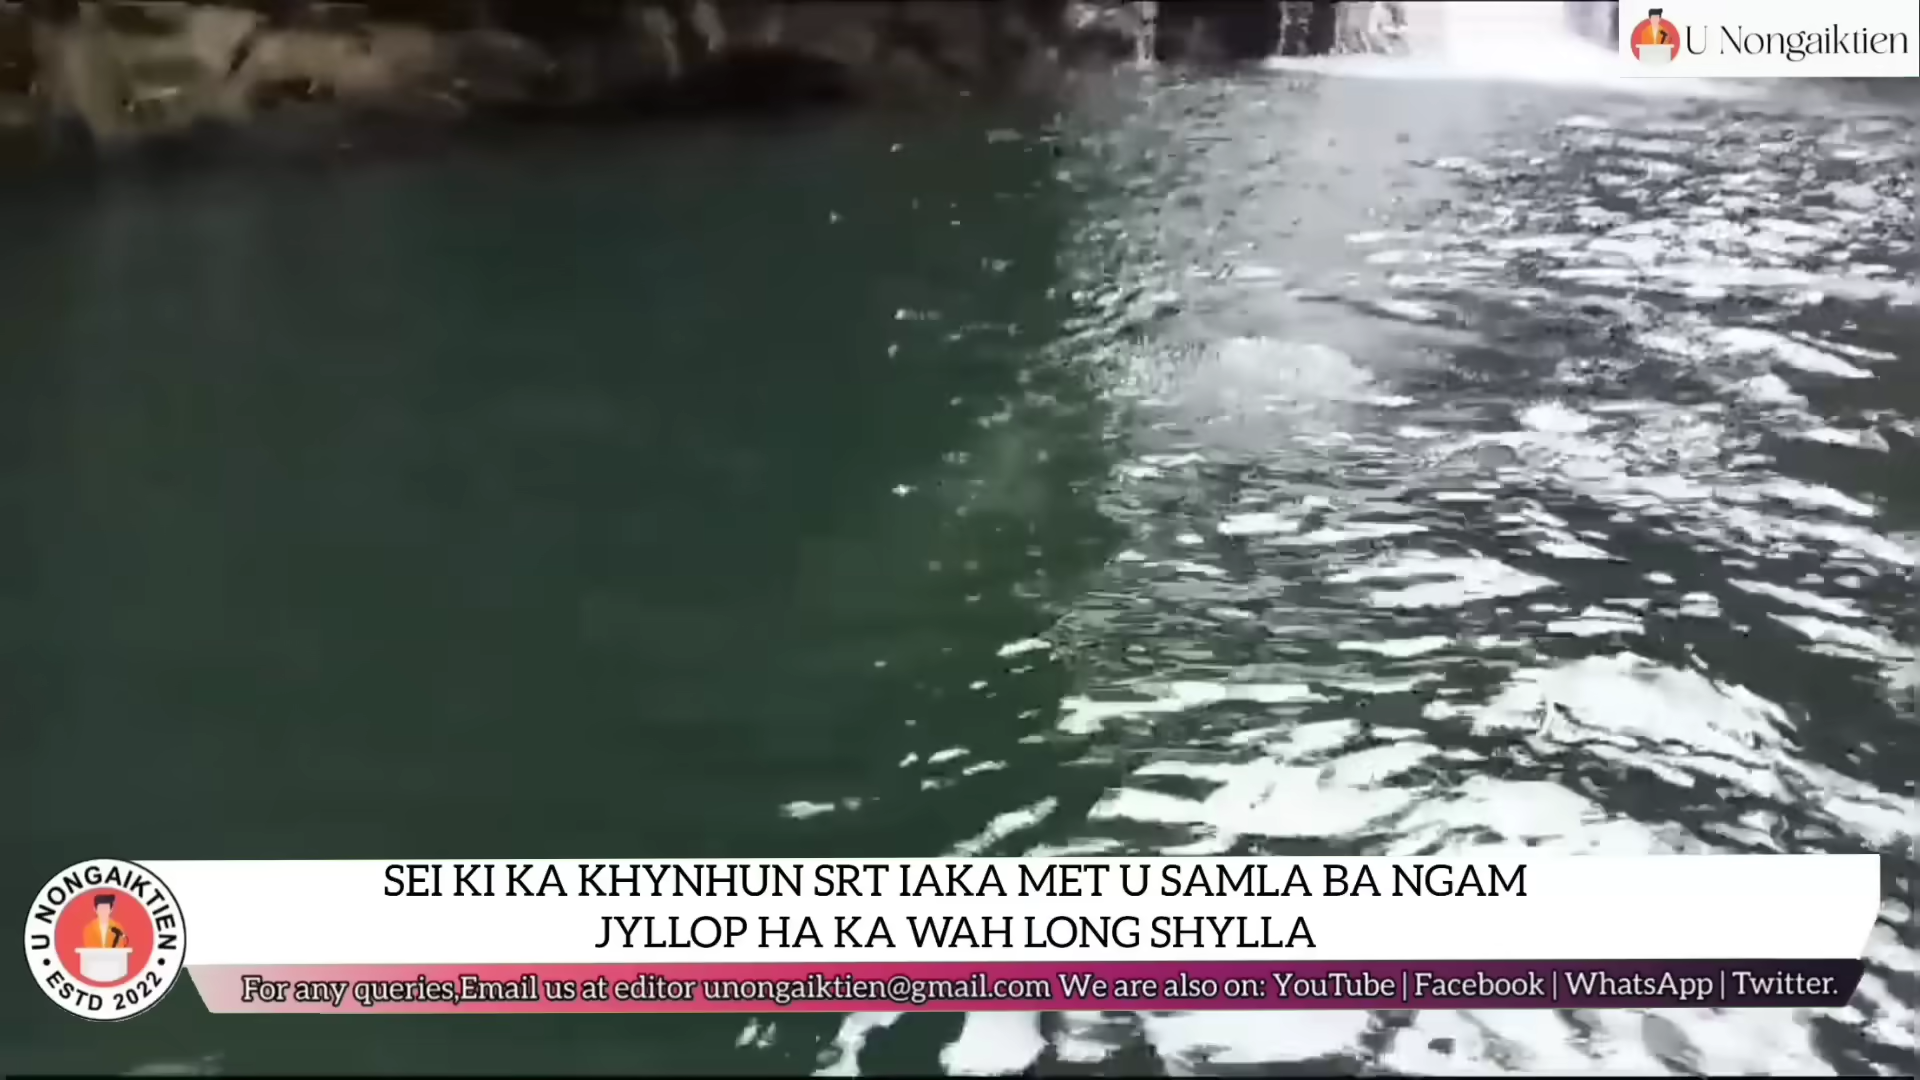 U Nongaiktien
SEI KI KA KHYNHUN SRT IAKA MET U SAMLA BA NGAM
JYLLOP HA KA WAH LONG SHYLLA
U NONGAIKTIEN
• ESTD 2022 •
For any queries,Email us at editor unongaiktien@gmail.com We are also on: YouTube | Facebook | WhatsApp | Twitter.